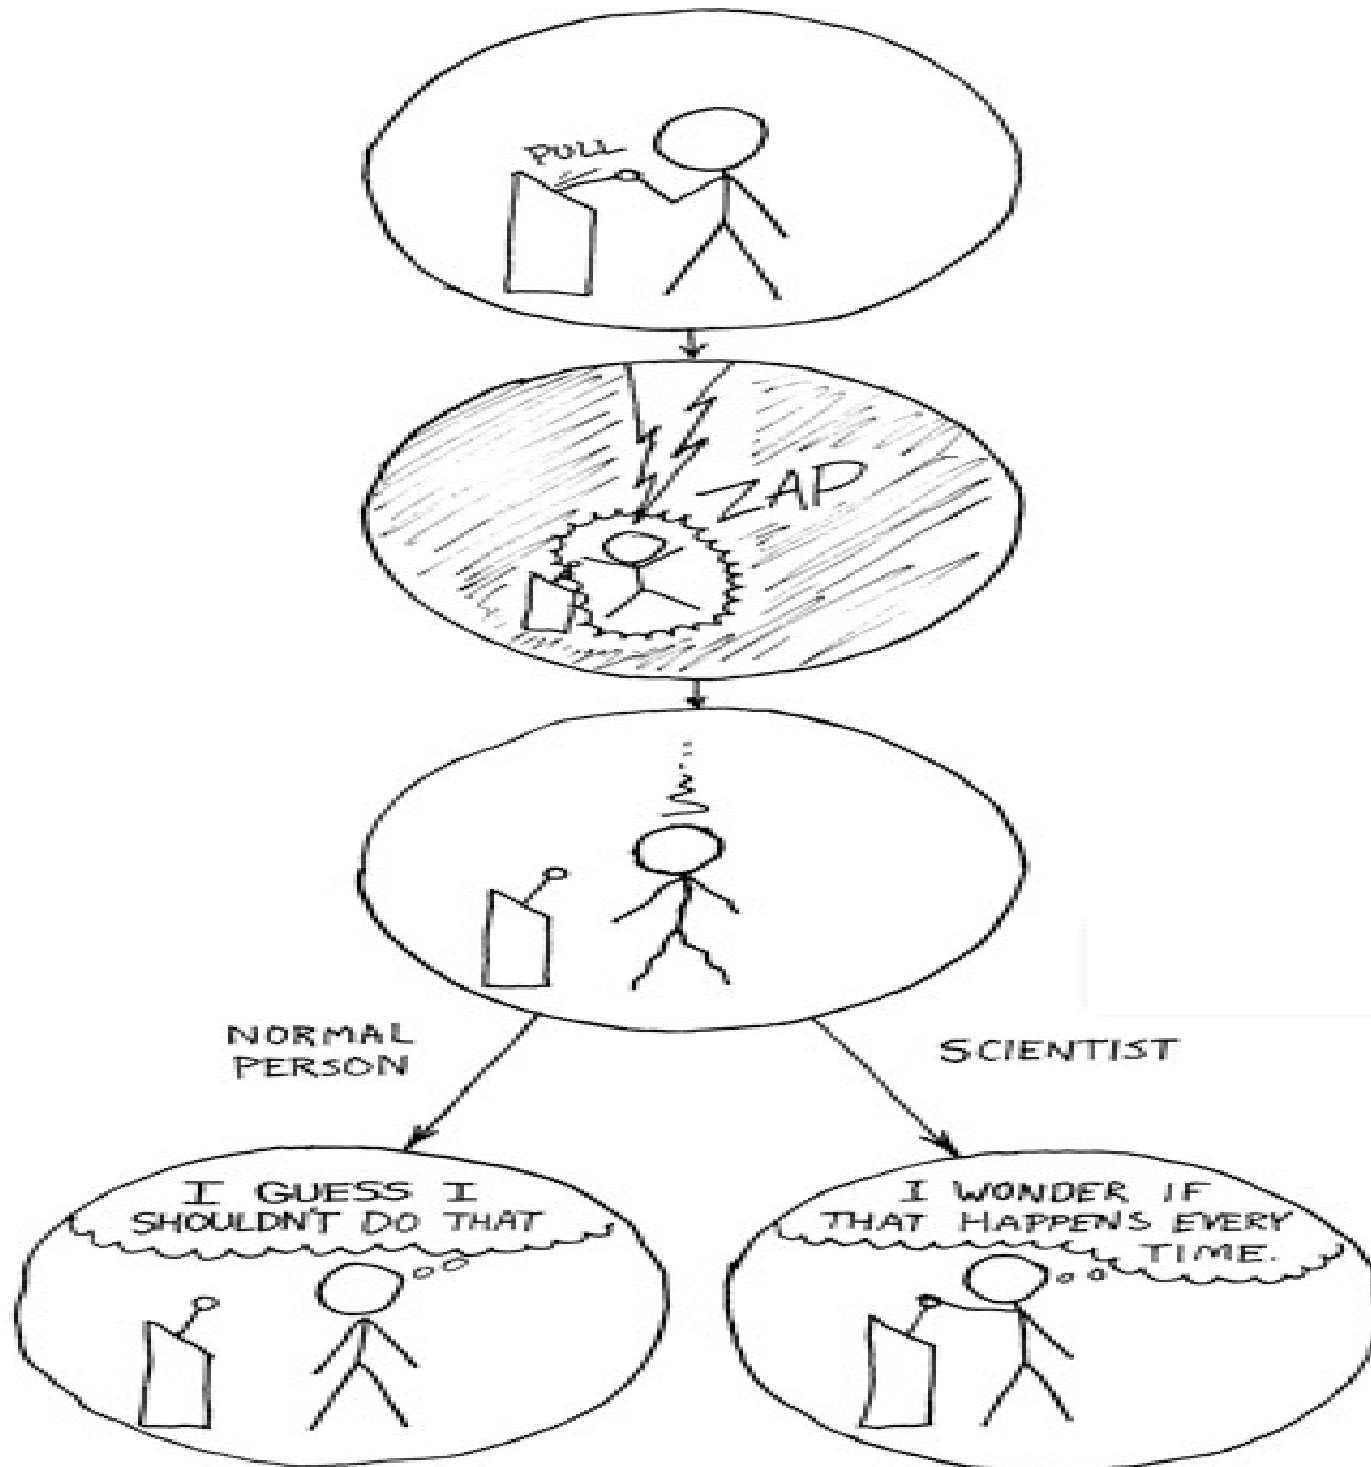 PULL
ZAP
NORMAL
PERSON
SCIENTIST
I GUESS I
SHOULDN'T DO THAT
I WONDER IF
THAT HAPPENS EVERY
TIME.